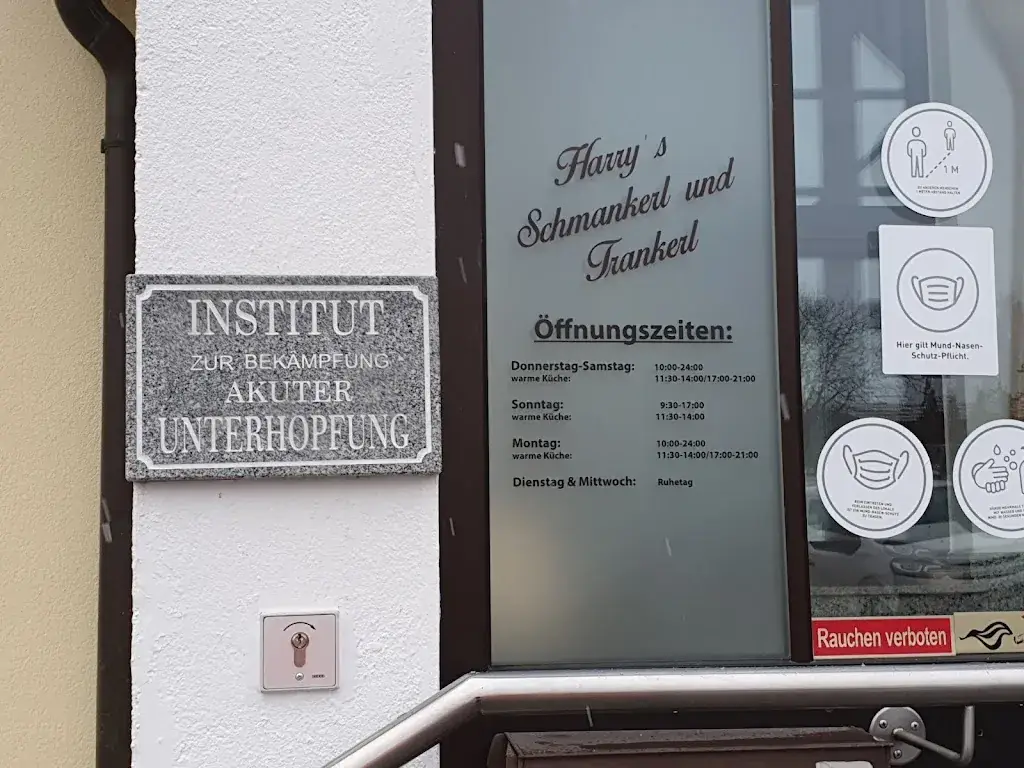 INSTITUT
ZUR BEKÄMPFUNG
AKUTER
UNTERHOPFUNG
Harry's
Schmankerl und
Trankerl
Öffnungszeiten:
Donnerstag-Samstag: 10:00-24:00
warme Küche: 11:30-14:00/17:00-21:00
Sonntag: 9:30-17:00
warme Küche: 11:30-14:00
Montag: 10:00-24:00
warme Küche: 11:30-14:00/17:00-21:00
Dienstag & Mittwoch: Ruhetag
1 M
Hier gilt Mund-Nasen-
Schutz-Pflicht.
Rauchen verboten